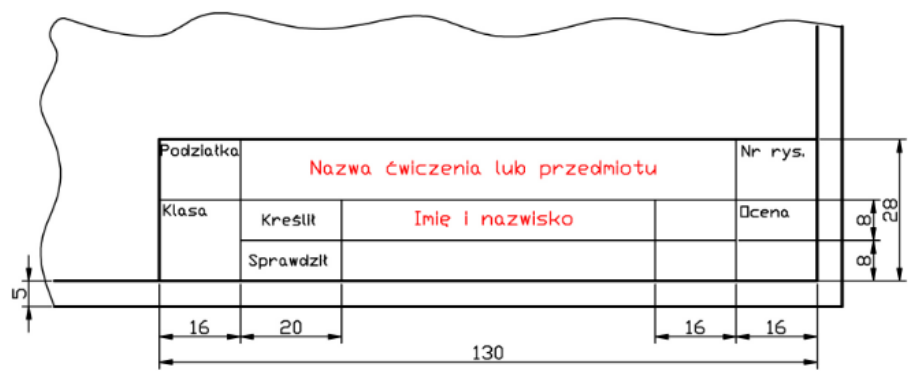 Podziałka
Nazwa ćwiczenia lub przedmiotu
Nr rys.
Klasa
Kreślił
Imię i nazwisko
Ocena
Sprawdził
8
8
28
5
16
20
16
16
130